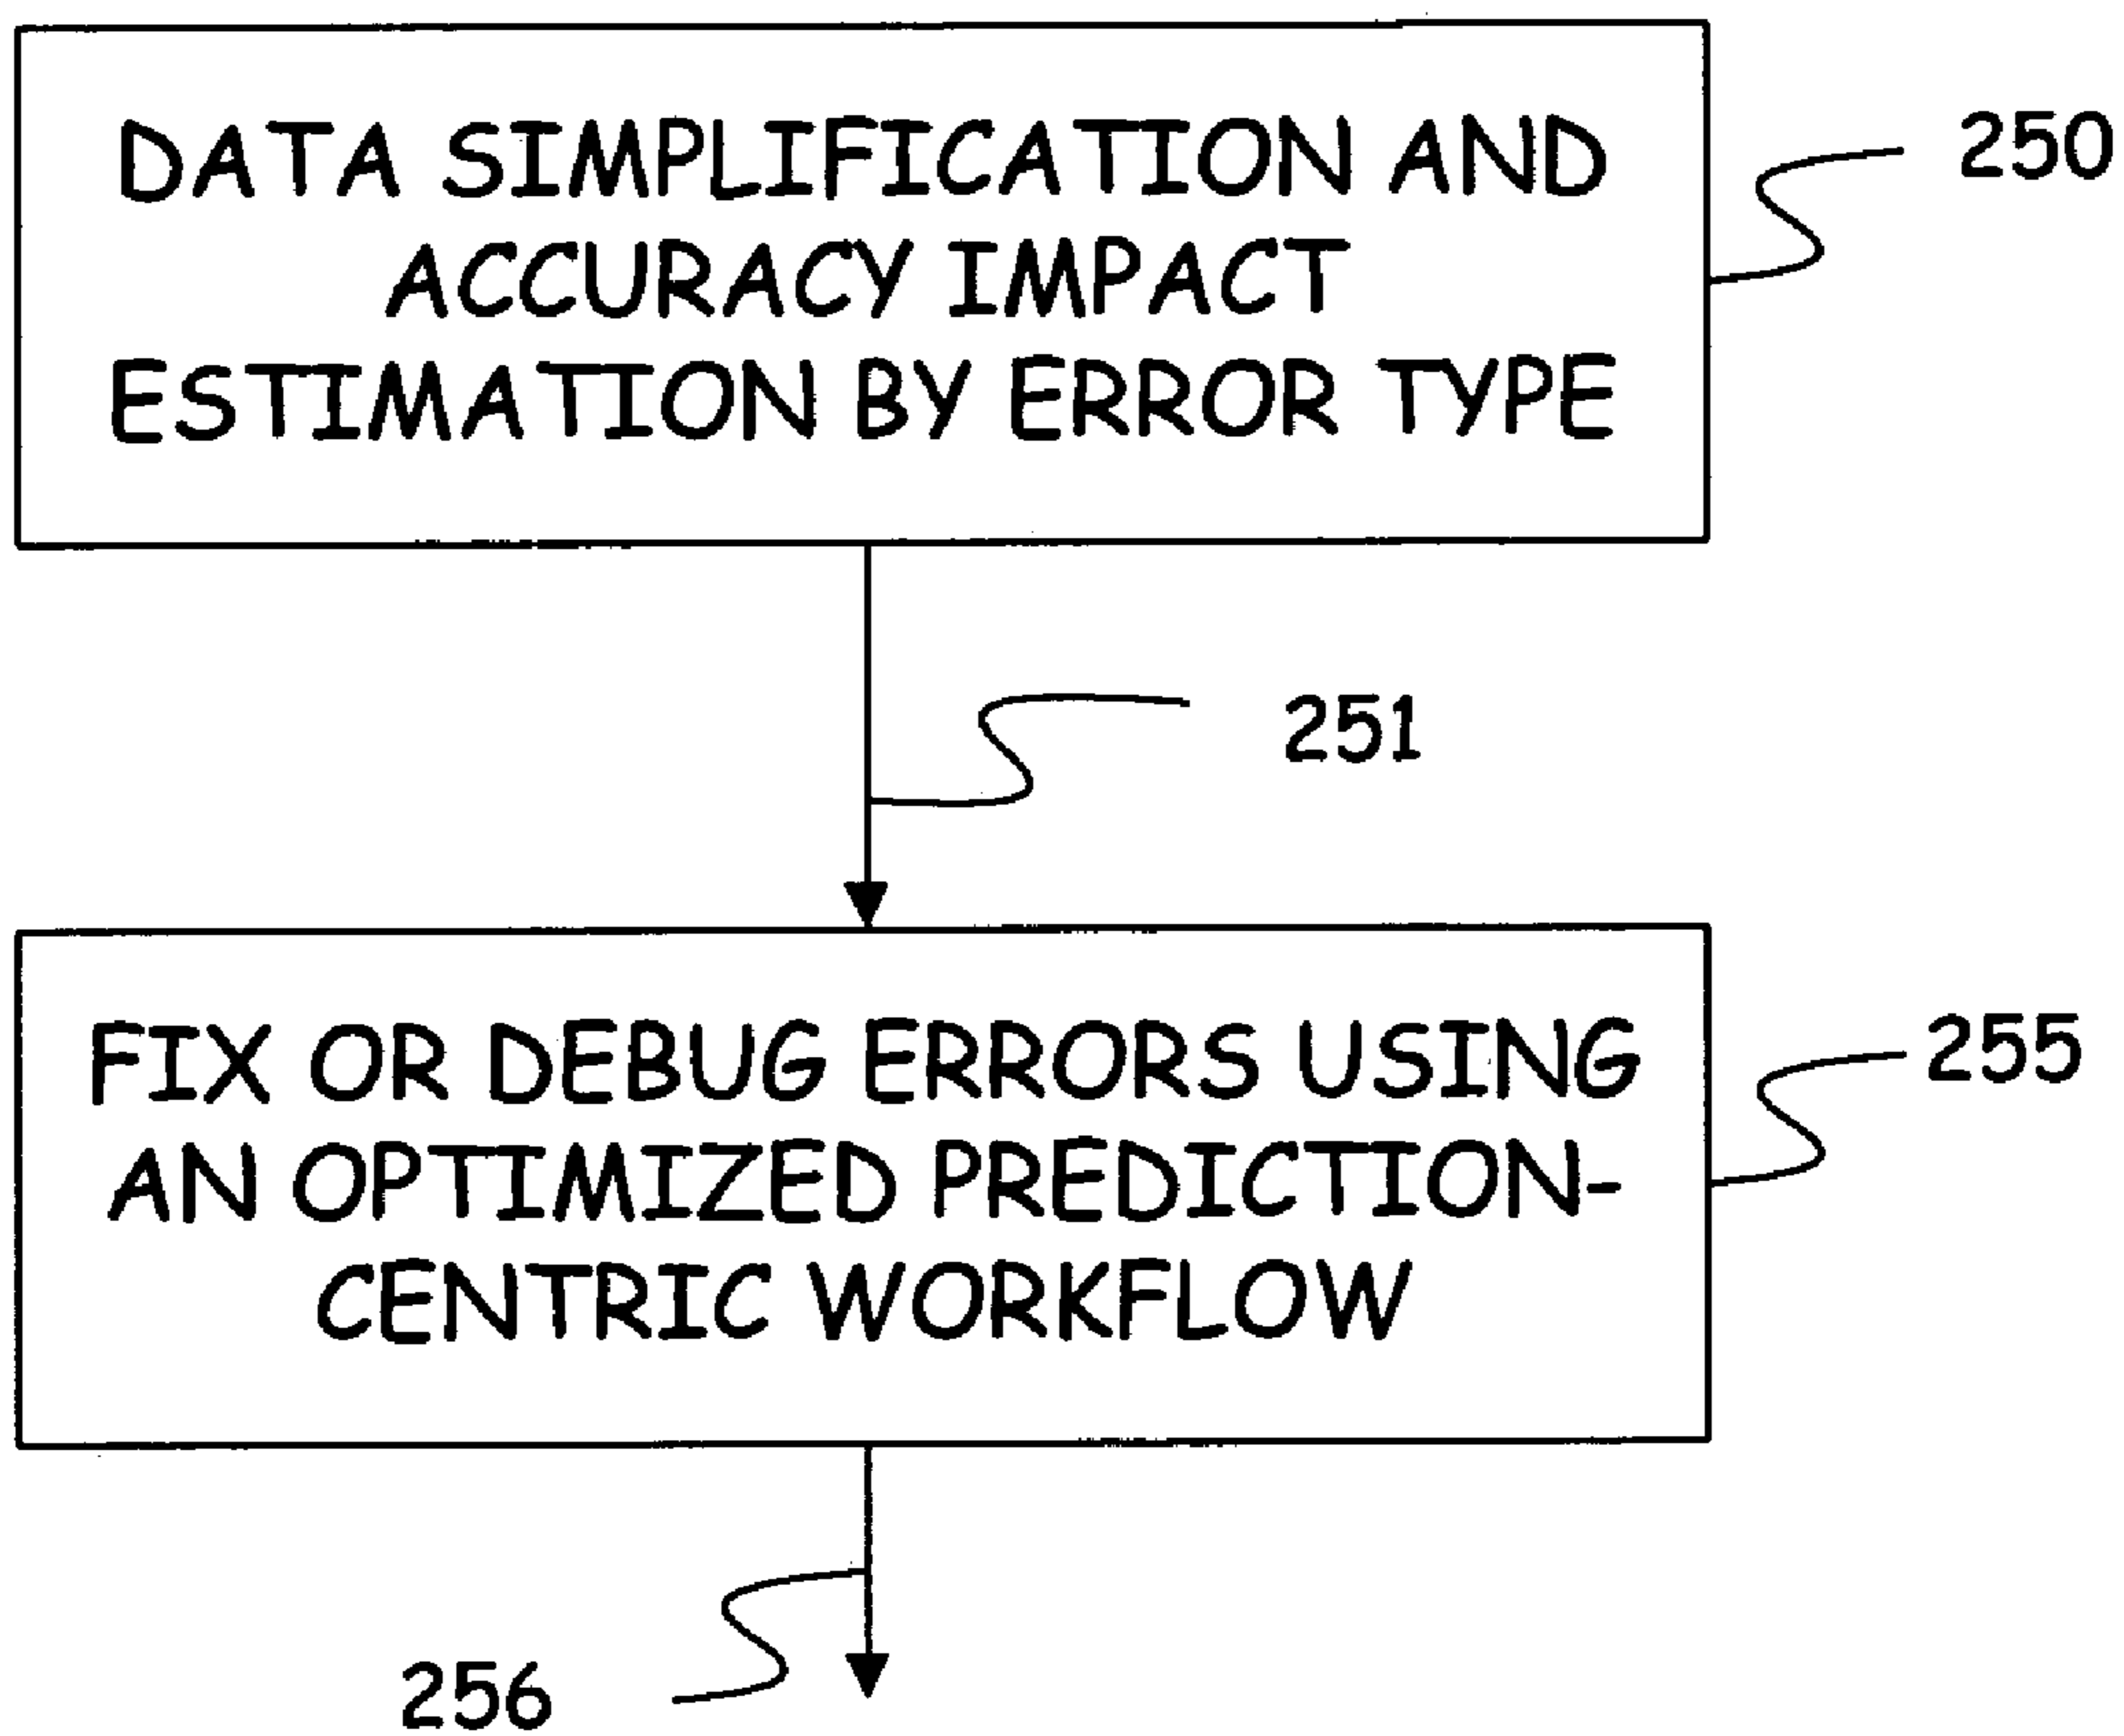 DATA SIMPLIFICATION AND
ACCURACY IMPACT
ESTIMATION BY ERROR TYPE
250
251
FIX OR DEBUG ERRORS USING
AN OPTIMIZED PREDICTION-
CENTRIC WORKFLOW
255
256